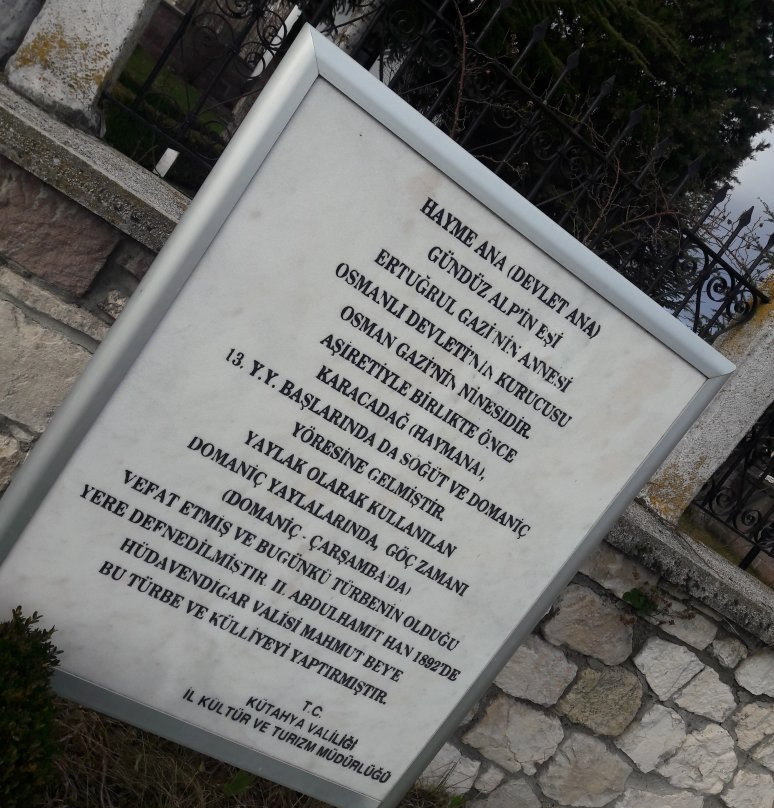 HAYME ANA (DEVLET ANA)
GÜNDÜZ ALP'İN EŞİ
ERTUĞRUL GAZİ'NİN ANNESİ
OSMANLI DEVLETİ'NİN KURUCUSU
OSMAN GAZİ'NİN NİNESİDİR.
AŞİRETİYLE BİRLİKTE ÖNCE
KARACADAĞ (HAYMANA),
13. Y.Y. BAŞLARINDA DA SÖĞÜT VE DOMANİÇ
YÖRESİNE GELMİŞTİR.
YAYLAK OLARAK KULLANILAN
DOMANİÇ YAYLALARINDA, GÖÇ ZAMANI
(DOMANİÇ - ÇARŞAMBA'DA)
VEFAT ETMİŞ VE BUGÜNKÜ TÜRBENİN OLDUĞU
YERE DEFNEDİLMİŞTİR. II. ABDULHAMİT HAN 1892'DE
HÜDAVENDİGAR VALİSİ MAHMUT BEY'E
BU TÜRBE VE KÜLLİYEYİ YAPTIRMIŞTIR.
T.C.
KÜTAHYA VALİLİĞİ
İL KÜLTÜR VE TURİZM MÜDÜRLÜĞÜ